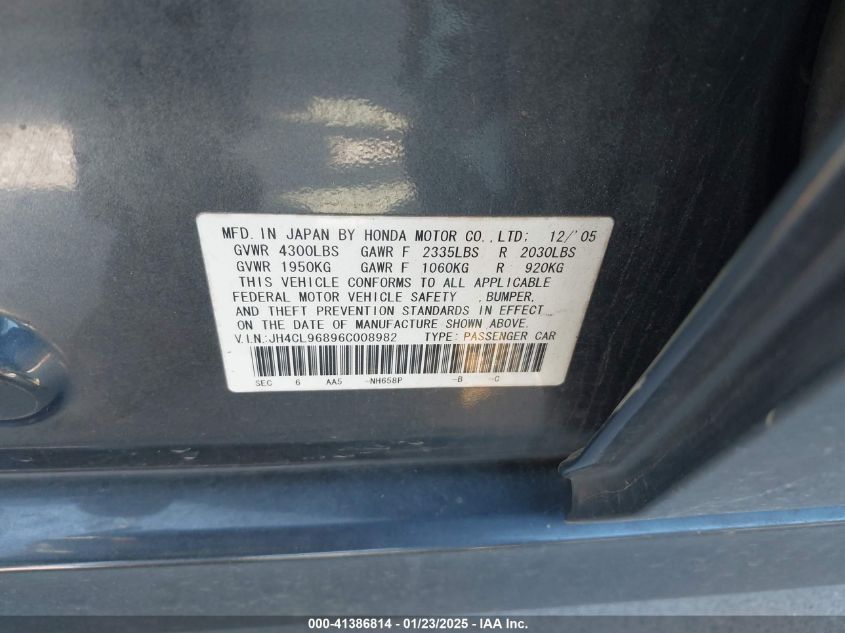 MFD. IN JAPAN BY HONDA MOTOR CO.,LTD; 12/'05
GVWR 4300LBS GAWR F 2335LBS R 2030LBS
GVWR 1950KG GAWR F 1060KG R 920KG
THIS VEHICLE CONFORMS TO ALL APPLICABLE
FEDERAL MOTOR VEHICLE SAFETY , BUMPER,
AND THEFT PREVENTION STANDARDS IN EFFECT
ON THE DATE OF MANUFACTURE SHOWN ABOVE.
V.IN.:JH4CL96896C008982 TYPE: PASSENGER CAR
SEC 6 AA5 -NH658P -B -C
000-41386814 - 01/23/2025 - IAA Inc.